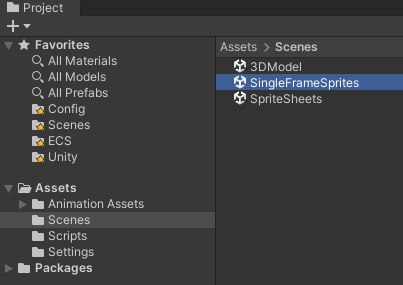 Project
Favorites
All Materials
All Models
All Prefabs
Config
Scenes
ECS
Unity
Assets
Animation Assets
Scenes
Scripts
Settings
Packages
Assets > Scenes
3DModel
SingleFrameSprites
SpriteSheets